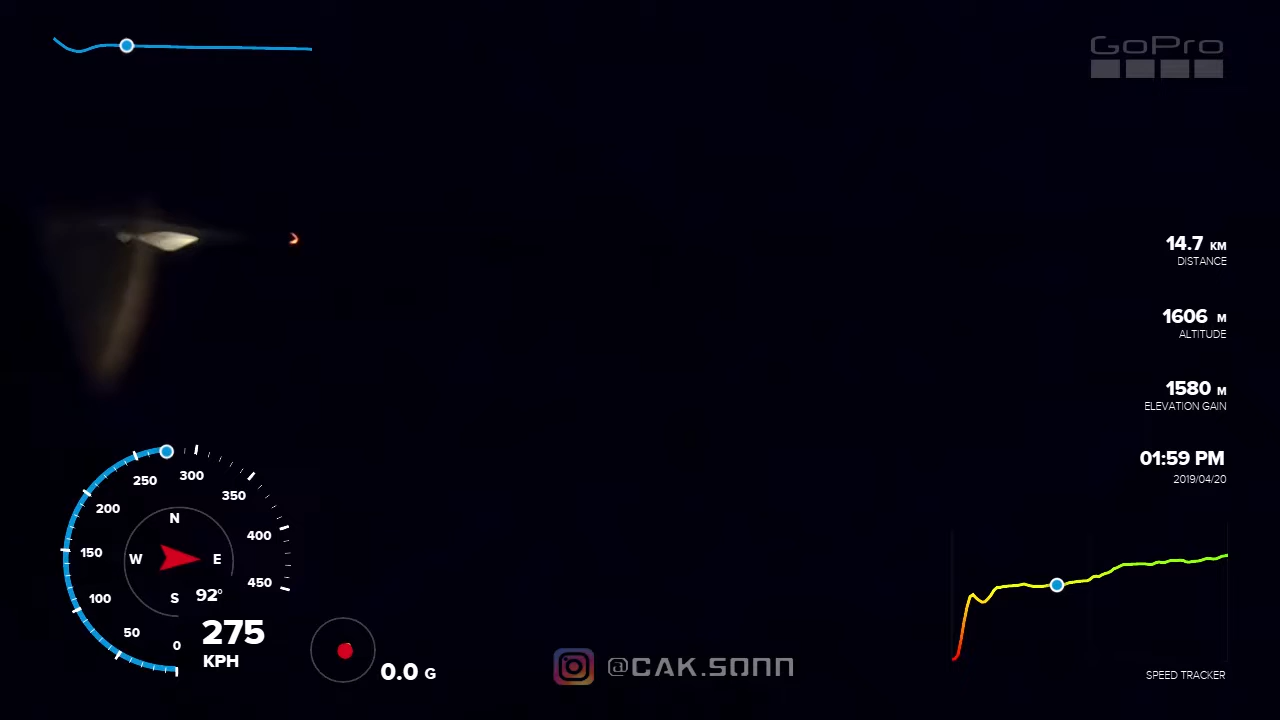 GoPro
14.7 KM
DISTANCE
1606 M
ALTITUDE
1580 M
ELEVATION GAIN
01:59 PM
2019/04/20
SPEED TRACKER
0
50
100
150
200
250
300
350
400
450
N
W
E
S
92°
275
KPH
0.0 G
@CAK.SONN